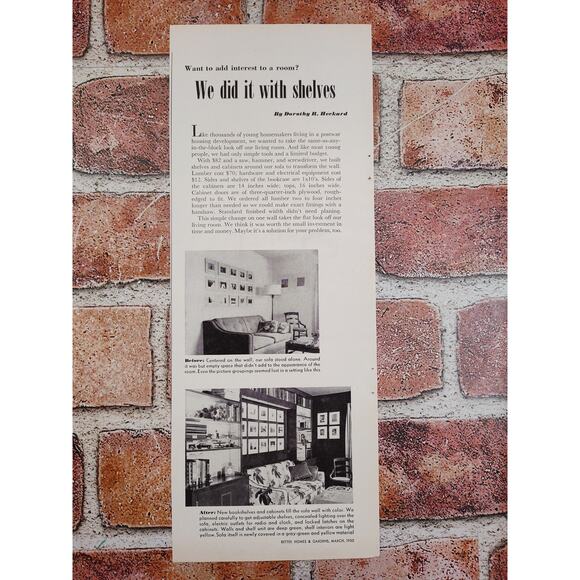 Want to add interest to a room?
We did it with shelves
By Dorothy R. Heckard
Like thousands of young homemakers living in a postwar
housing development, we wanted to take the same-as-any-
in-the-block look off our living room. And like most young
people, we had only simple tools and a limited budget.
With $82 and a saw, hammer, and screwdriver, we built
shelves and cabinets around our sofa to transform the wall.
Lumber cost $70; hardware and electrical equipment cost
$12. Sides and shelves of the bookcase are 1x10's. Sides of
the cabinets are 14 inches wide; tops, 16 inches wide.
Cabinet doors are of three-quarter-inch plywood, rough-
edged to fit. We ordered all lumber two to four inches
longer than needed so we could make exact fittings with a
handsaw. Standard finished width didn't need planing.
This simple change on one wall takes the flat look off our
living room. We think it was worth the small investment in
time and money. Maybe it's a solution for your problem, too.
Before: Centered on the wall, our sofa stood alone. Around
it was but empty space that didn't add to the appearance of the
room. Even the picture groupings seemed lost in a setting like this
After: New bookshelves and cabinets fill the sofa wall with color. We
planned carefully to get adjustable shelves, concealed lighting over the
sofa, electric outlets for radio and clock, and locked latches on the
cabinets. Walls and shelf unit are deep green, shelf interiors are light
yellow. Sofa itself is newly covered in a gray-green and yellow material
BETTER HOMES & GARDENS, MARCH, 1950